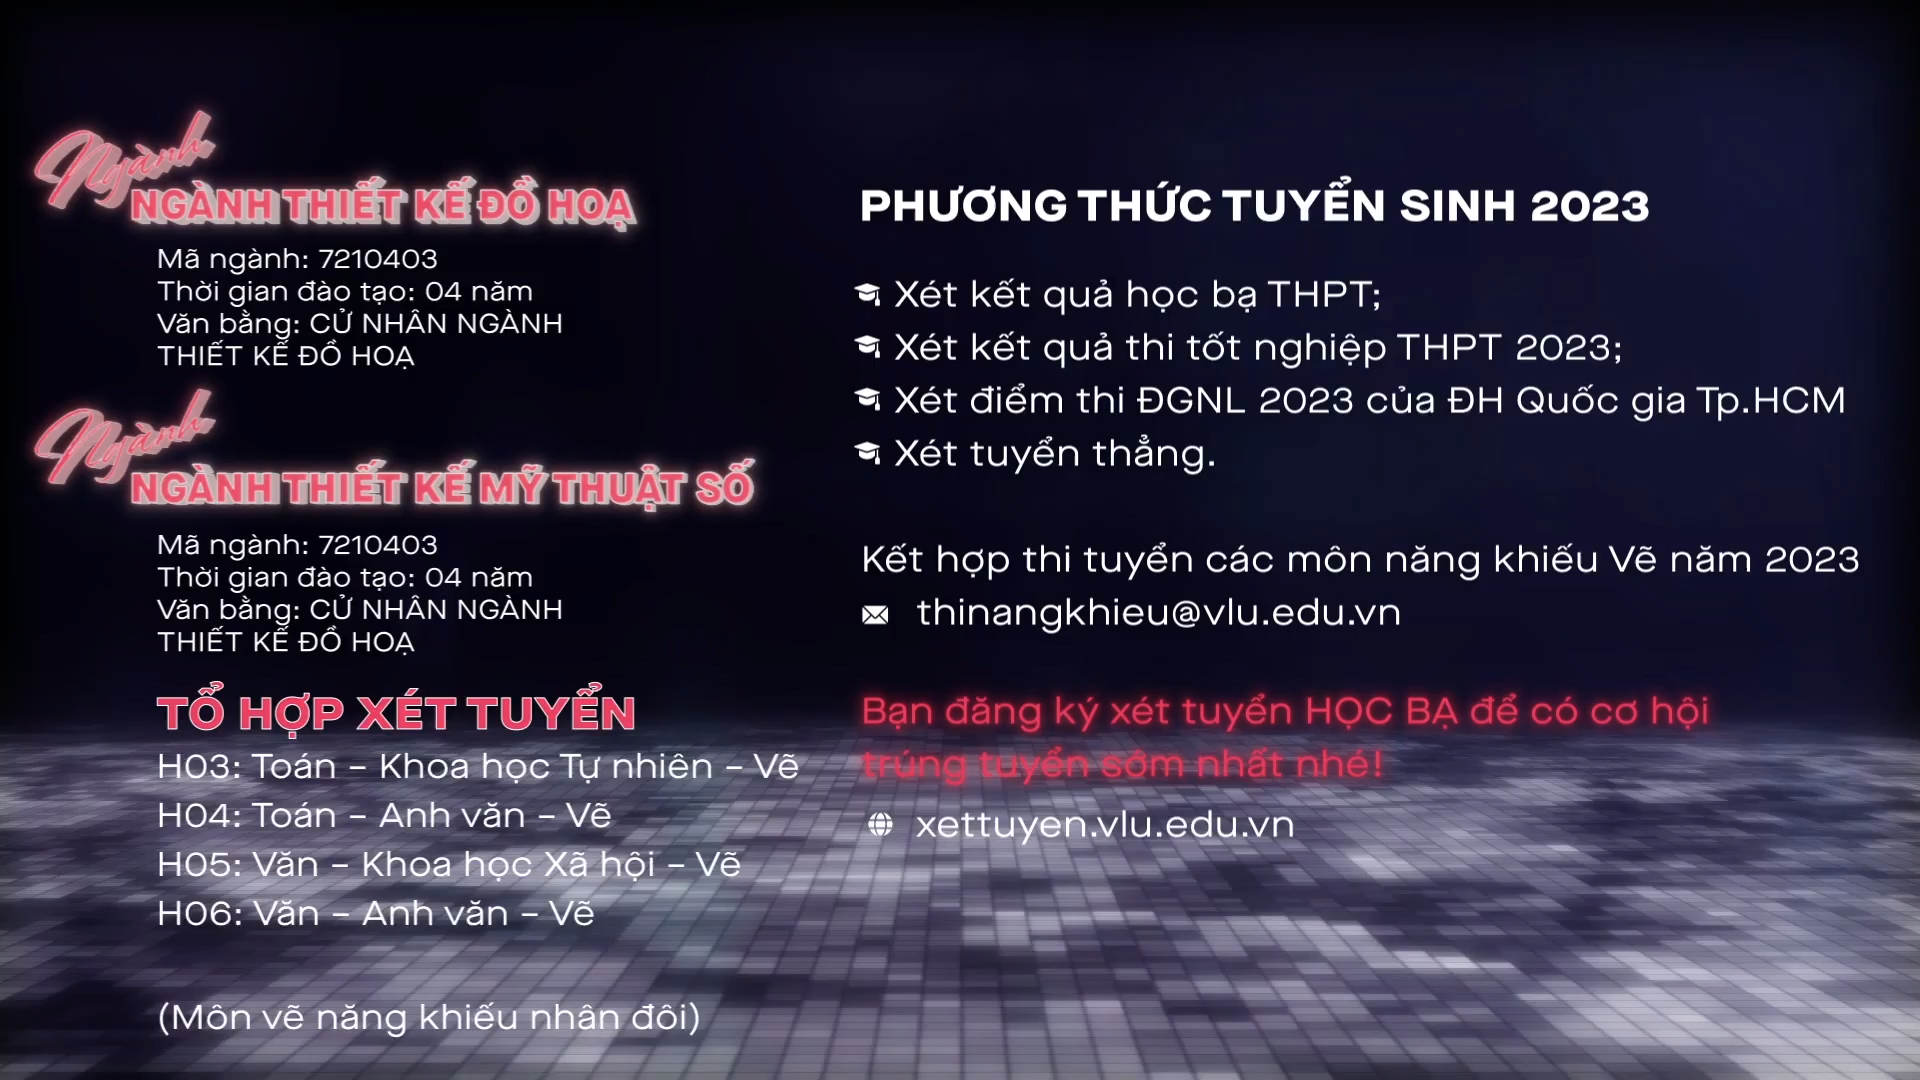 Ngành
NGÀNH THIẾT KẾ ĐỒ HOẠ
Mã ngành: 7210403
Thời gian đào tạo: 04 năm
Văn bằng: CỬ NHÂN NGÀNH
THIẾT KẾ ĐỒ HOẠ
Ngành
NGÀNH THIẾT KẾ MỸ THUẬT SỐ
Mã ngành: 7210403
Thời gian đào tạo: 04 năm
Văn bằng: CỬ NHÂN NGÀNH
THIẾT KẾ ĐỒ HOẠ
TỔ HỢP XÉT TUYỂN
H03: Toán – Khoa học Tự nhiên – Vẽ
H04: Toán – Anh văn – Vẽ
H05: Văn – Khoa học Xã hội – Vẽ
H06: Văn – Anh văn – Vẽ
(Môn vẽ năng khiếu nhân đôi)
PHƯƠNG THỨC TUYỂN SINH 2023
Xét kết quả học bạ THPT;
Xét kết quả thi tốt nghiệp THPT 2023;
Xét điểm thi ĐGNL 2023 của ĐH Quốc gia Tp.HCM
Xét tuyển thẳng.
Kết hợp thi tuyển các môn năng khiếu Vẽ năm 2023
thinangkhieu@vlu.edu.vn
Bạn đăng ký xét tuyển HỌC BẠ để có cơ hội
trúng tuyển sớm nhất nhé!
xettuyen.vlu.edu.vn